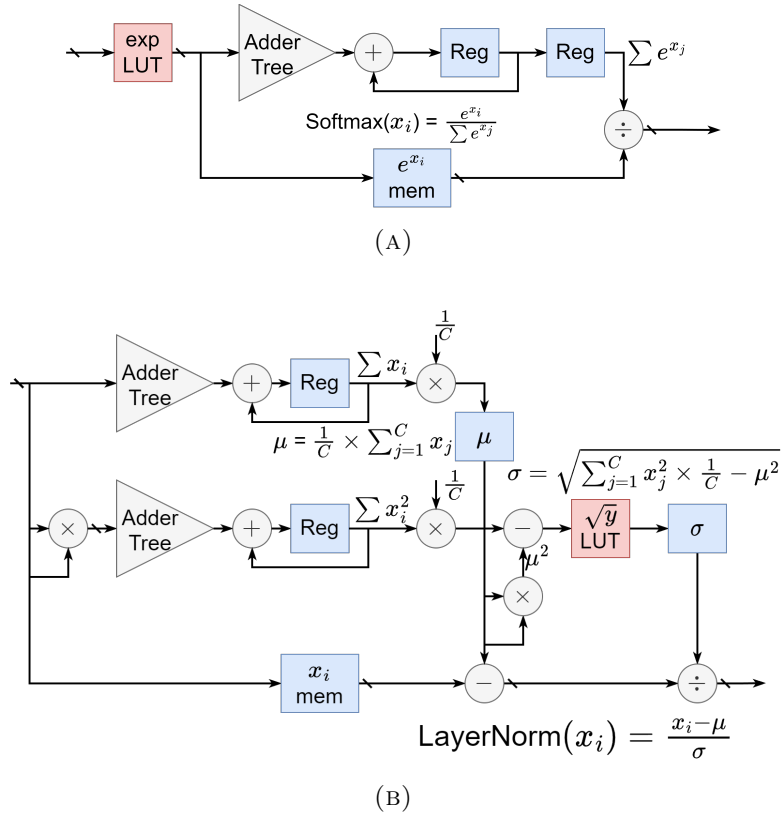 exp
LUT
Adder
Tree
+
Reg
Reg
∑ e^{x_j}
Softmax(x_i) = e^{x_i} / ∑ e^{x_j}
÷
e^{x_i}
mem
(A)
1/C
Adder
Tree
+
Reg
∑ x_i
×
μ = 1/C × ∑_{j=1}^{C} x_j
μ
σ = √(∑_{j=1}^{C} x_j^2 × 1/C − μ^2)
1/C
×
Adder
Tree
+
Reg
∑ x_i^2
×
−
√y
LUT
σ
μ^2
×
x_i
mem
−
÷
LayerNorm(x_i) = (x_i − μ) / σ
(B)